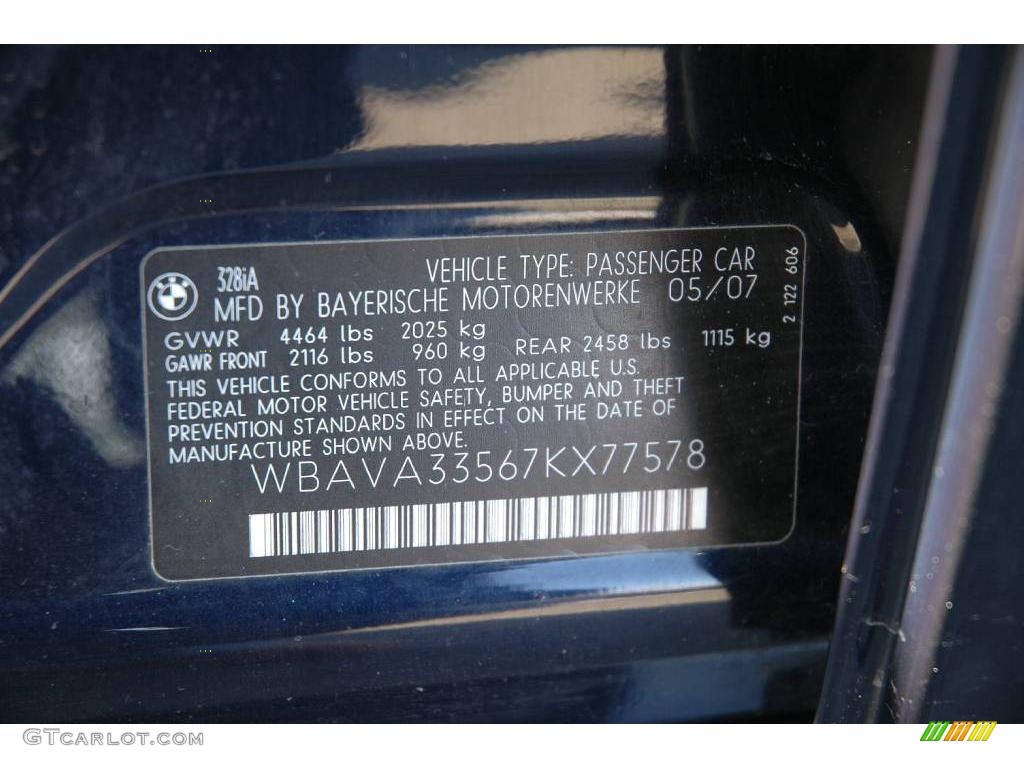 BMW
328iA VEHICLE TYPE: PASSENGER CAR
MFD BY BAYERISCHE MOTORENWERKE 05/07
GVWR 4464 lbs 2025 kg
GAWR FRONT 2116 lbs 960 kg REAR 2458 lbs 1115 kg
THIS VEHICLE CONFORMS TO ALL APPLICABLE U.S.
FEDERAL MOTOR VEHICLE SAFETY, BUMPER AND THEFT
PREVENTION STANDARDS IN EFFECT ON THE DATE OF
MANUFACTURE SHOWN ABOVE.
WBAVA33567KX77578
2 122 606
GTCarLot.com